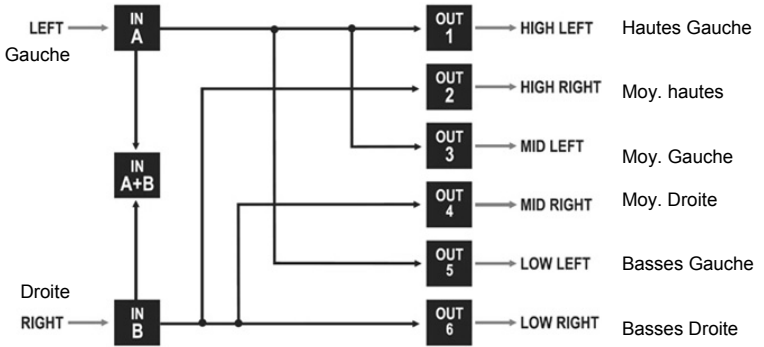 LEFT
Gauche
IN
A
OUT
1
HIGH LEFT
Hautes Gauche
OUT
2
HIGH RIGHT
Moy. hautes
OUT
3
MID LEFT
Moy. Gauche
IN
A+B
OUT
4
MID RIGHT
Moy. Droite
OUT
5
LOW LEFT
Basses Gauche
Droite
RIGHT
IN
B
OUT
6
LOW RIGHT
Basses Droite